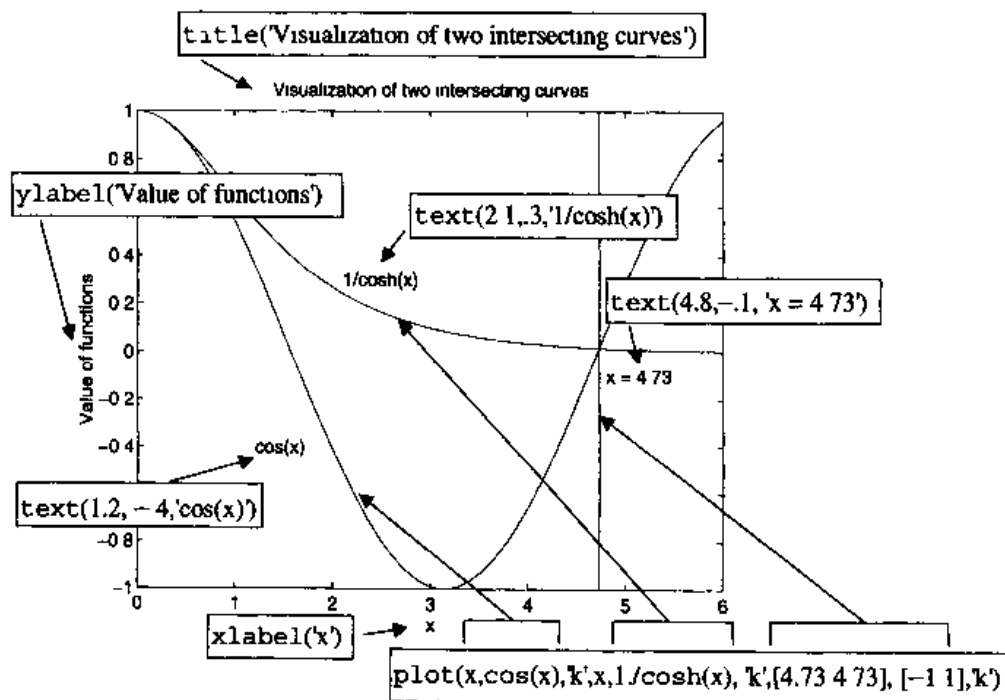 title('Visualization of two intersecting curves')
Visualization of two intersecting curves
1
0 8
ylabel('Value of functions')
text(2 1,.3,'1/cosh(x)')
0 4
1/cosh(x)
0 2
text(4.8,−.1, 'x = 4 73')
0
x = 4 73
Value of functions
−0 2
−0 4
cos(x)
text(1.2, − 4,'cos(x)')
−0 8
−1
0 1 2 3 4 5 6
xlabel('x')
x
plot(x,cos(x),'k',x,1./cosh(x), 'k',[4.73 4 73], [−1 1],'k')